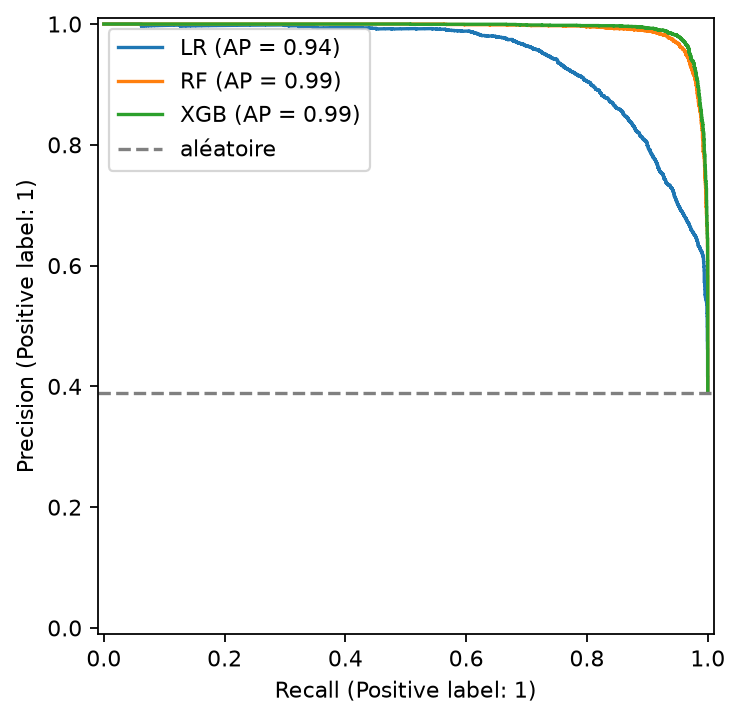 1.0
0.8
0.6
0.4
0.2
0.0
Precision (Positive label: 1)
LR (AP = 0.94)
RF (AP = 0.99)
XGB (AP = 0.99)
aléatoire
0.0 0.2 0.4 0.6 0.8 1.0
Recall (Positive label: 1)